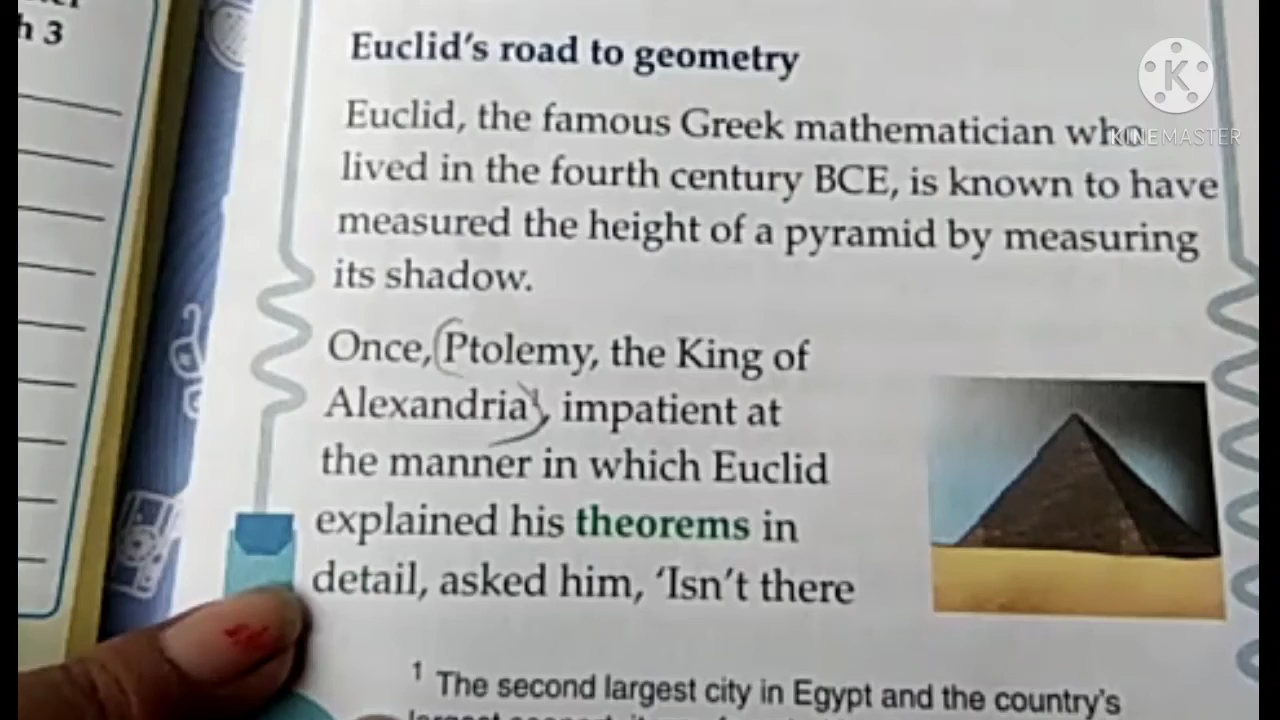 h 3
Euclid's road to geometry
Euclid, the famous Greek mathematician who
lived in the fourth century BCE, is known to have
measured the height of a pyramid by measuring
its shadow.
Once, Ptolemy, the King of
Alexandria¹, impatient at
the manner in which Euclid
explained his theorems in
detail, asked him, 'Isn't there
¹ The second largest city in Egypt and the country's
K
KINEMASTER